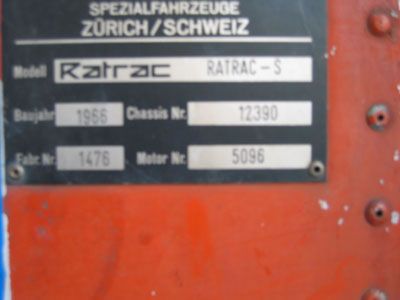 SPEZIALFAHRZEUGE
ZÜRICH/SCHWEIZ
Modell Ratrac RATRAC-S
Baujahr 1966 Chassis Nr. 12390
Fabr. Nr. 1476 Motor Nr. 5096